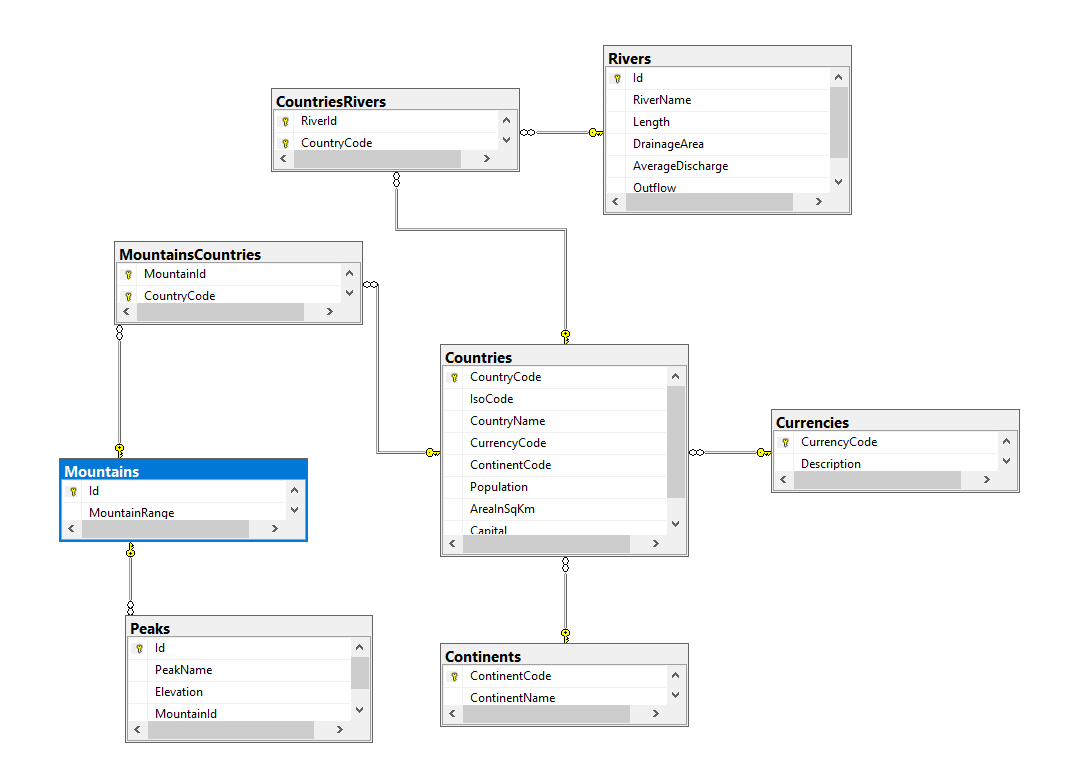 Rivers
Id
RiverName
Length
DrainageArea
AverageDischarge
Outflow
CountriesRivers
RiverId
CountryCode
MountainsCountries
MountainId
CountryCode
Countries
CountryCode
IsoCode
CountryName
CurrencyCode
ContinentCode
Population
AreaInSqKm
Capital
Currencies
CurrencyCode
Description
Mountains
Id
MountainRange
Peaks
Id
PeakName
Elevation
MountainId
Continents
ContinentCode
ContinentName